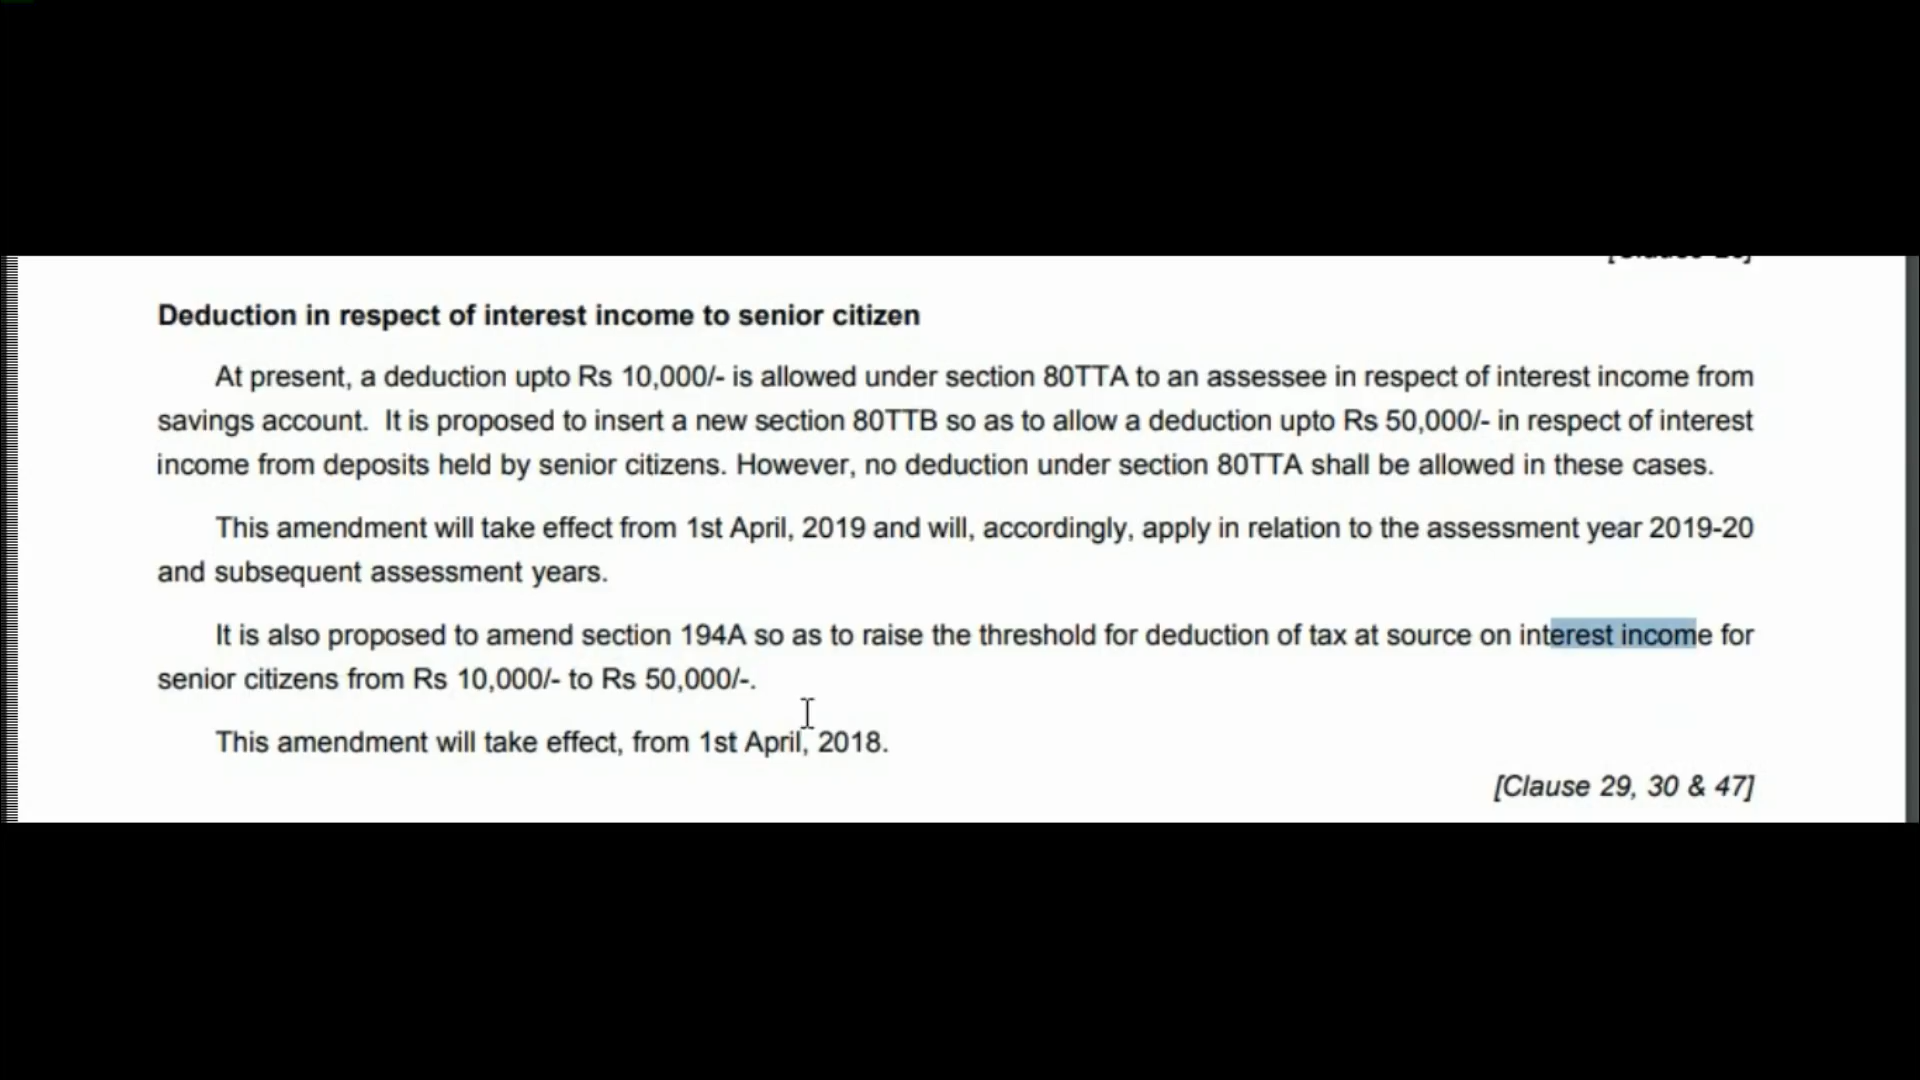 Deduction in respect of interest income to senior citizen
At present, a deduction upto Rs 10,000/- is allowed under section 80TTA to an assessee in respect of interest income from
savings account. It is proposed to insert a new section 80TTB so as to allow a deduction upto Rs 50,000/- in respect of interest
income from deposits held by senior citizens. However, no deduction under section 80TTA shall be allowed in these cases.
This amendment will take effect from 1st April, 2019 and will, accordingly, apply in relation to the assessment year 2019-20
and subsequent assessment years.
It is also proposed to amend section 194A so as to raise the threshold for deduction of tax at source on interest income for
senior citizens from Rs 10,000/- to Rs 50,000/-.
This amendment will take effect, from 1st April, 2018.
[Clause 29, 30 & 47]